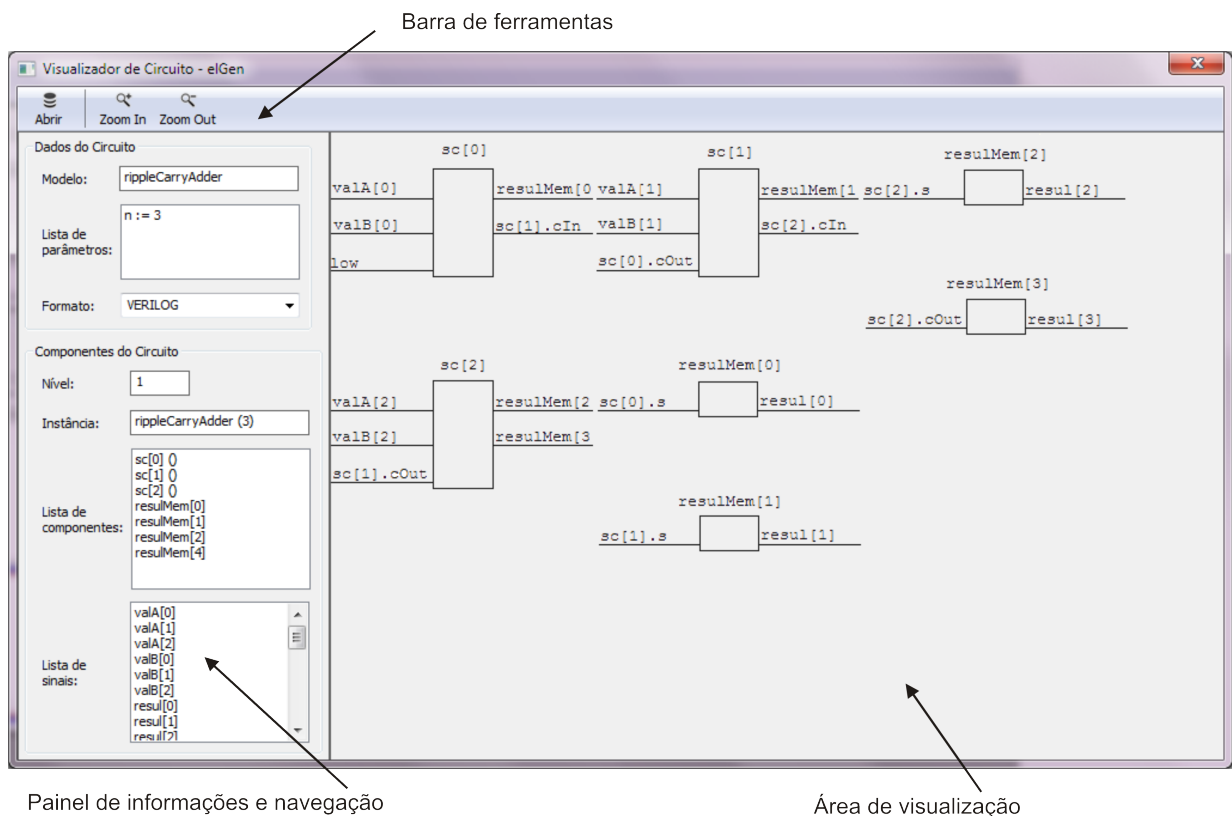 Barra de ferramentas
Visualizador de Circuito - elGen
Abrir
Zoom In
Zoom Out
Dados do Circuito
Modelo:
rippleCarryAdder
Lista de
parâmetros:
n := 3
Formato:
VERILOG
Componentes do Circuito
Nível:
1
Instância:
rippleCarryAdder (3)
Lista de
componentes:
sc[0] ()
sc[1] ()
sc[2] ()
resulMem[0]
resulMem[1]
resulMem[2]
resulMem[4]
Lista de
sinais:
valA[0]
valA[1]
valA[2]
valB[0]
valB[1]
valB[2]
resul[0]
resul[1]
resul[2]
sc[0]
valA[0]
valB[0]
low
resulMem[0
sc[1].cIn
sc[1]
valA[1]
valB[1]
sc[0].cOut
resulMem[1
sc[2].cIn
resulMem[2]
sc[2].s
resul[2]
resulMem[3]
sc[2].cOut
resul[3]
sc[2]
valA[2]
valB[2]
sc[1].cOut
resulMem[2
resulMem[3
resulMem[0]
sc[0].s
resul[0]
resulMem[1]
sc[1].s
resul[1]
Painel de informações e navegação
Área de visualização